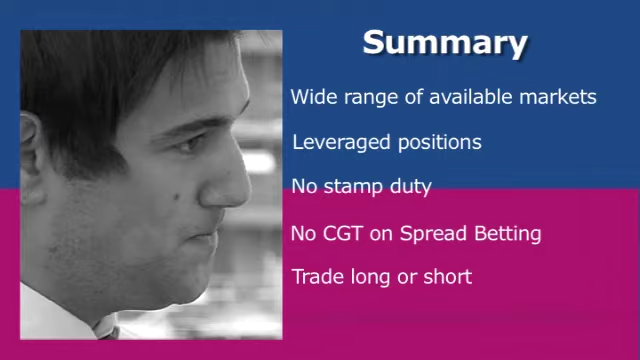 Summary
Wide range of available markets
Leveraged positions
No stamp duty
No CGT on Spread Betting
Trade long or short